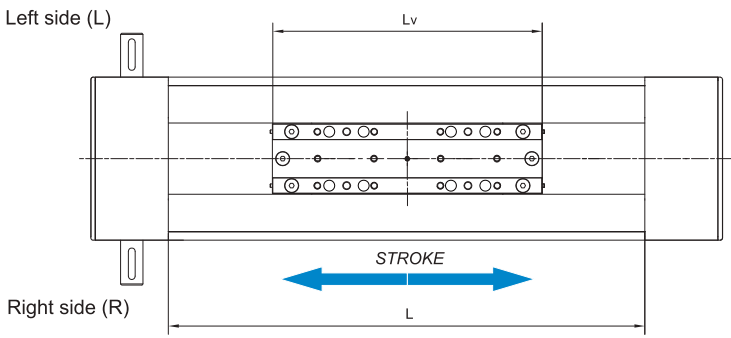 Left side (L)
Lv
STROKE
Right side (R)
L